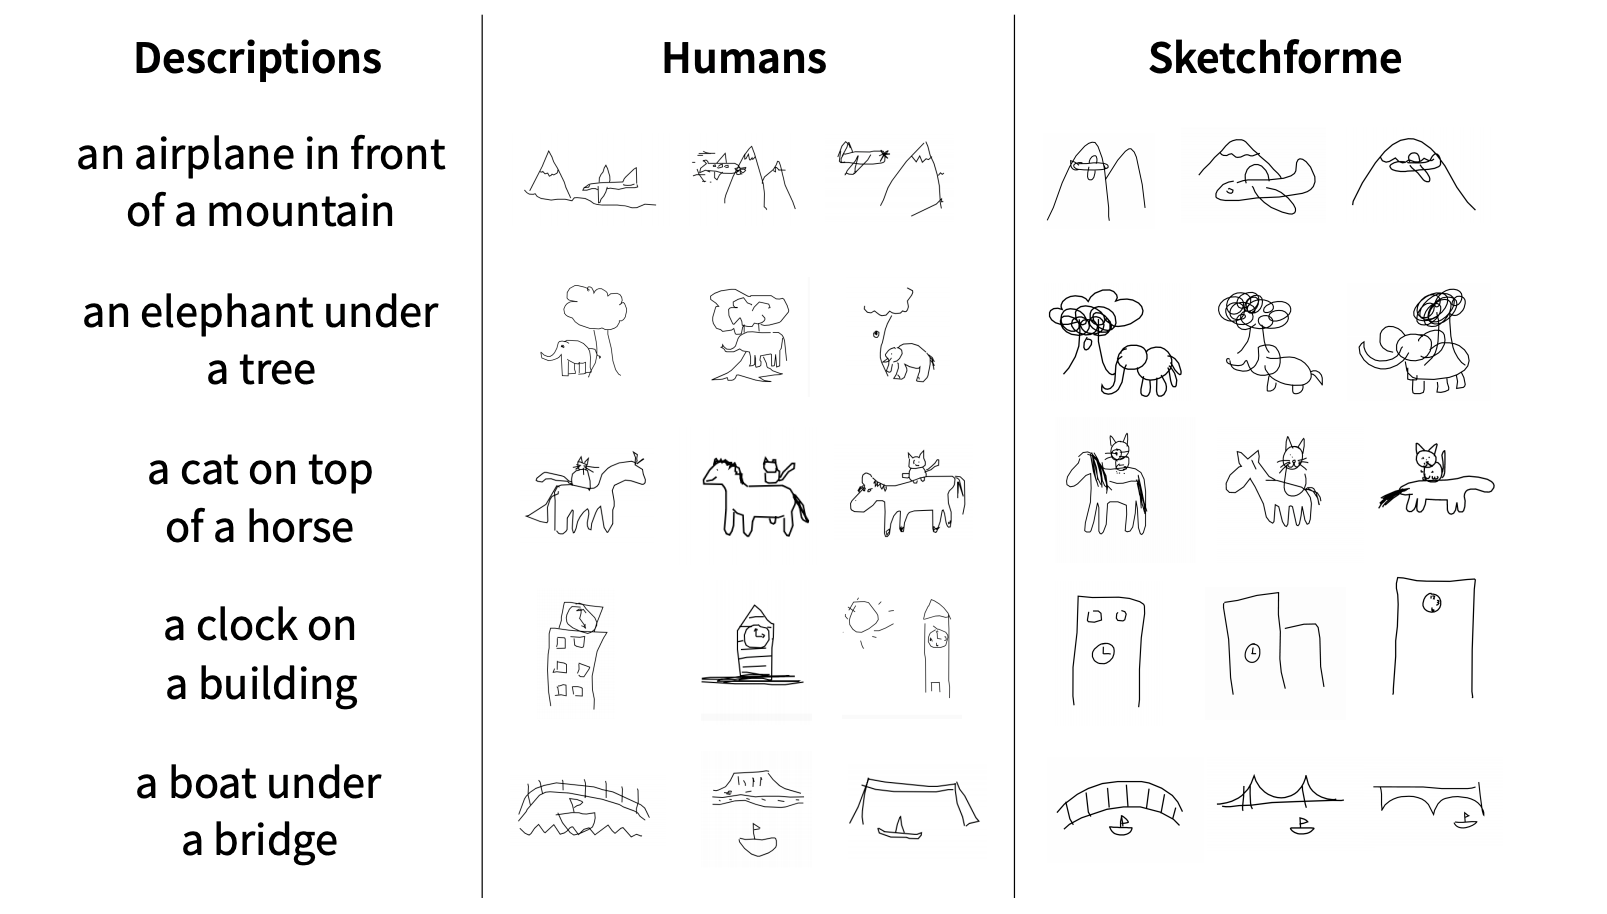 Descriptions
Humans
Sketchforme
an airplane in front
of a mountain
an elephant under
a tree
a cat on top
of a horse
a clock on
a building
a boat under
a bridge